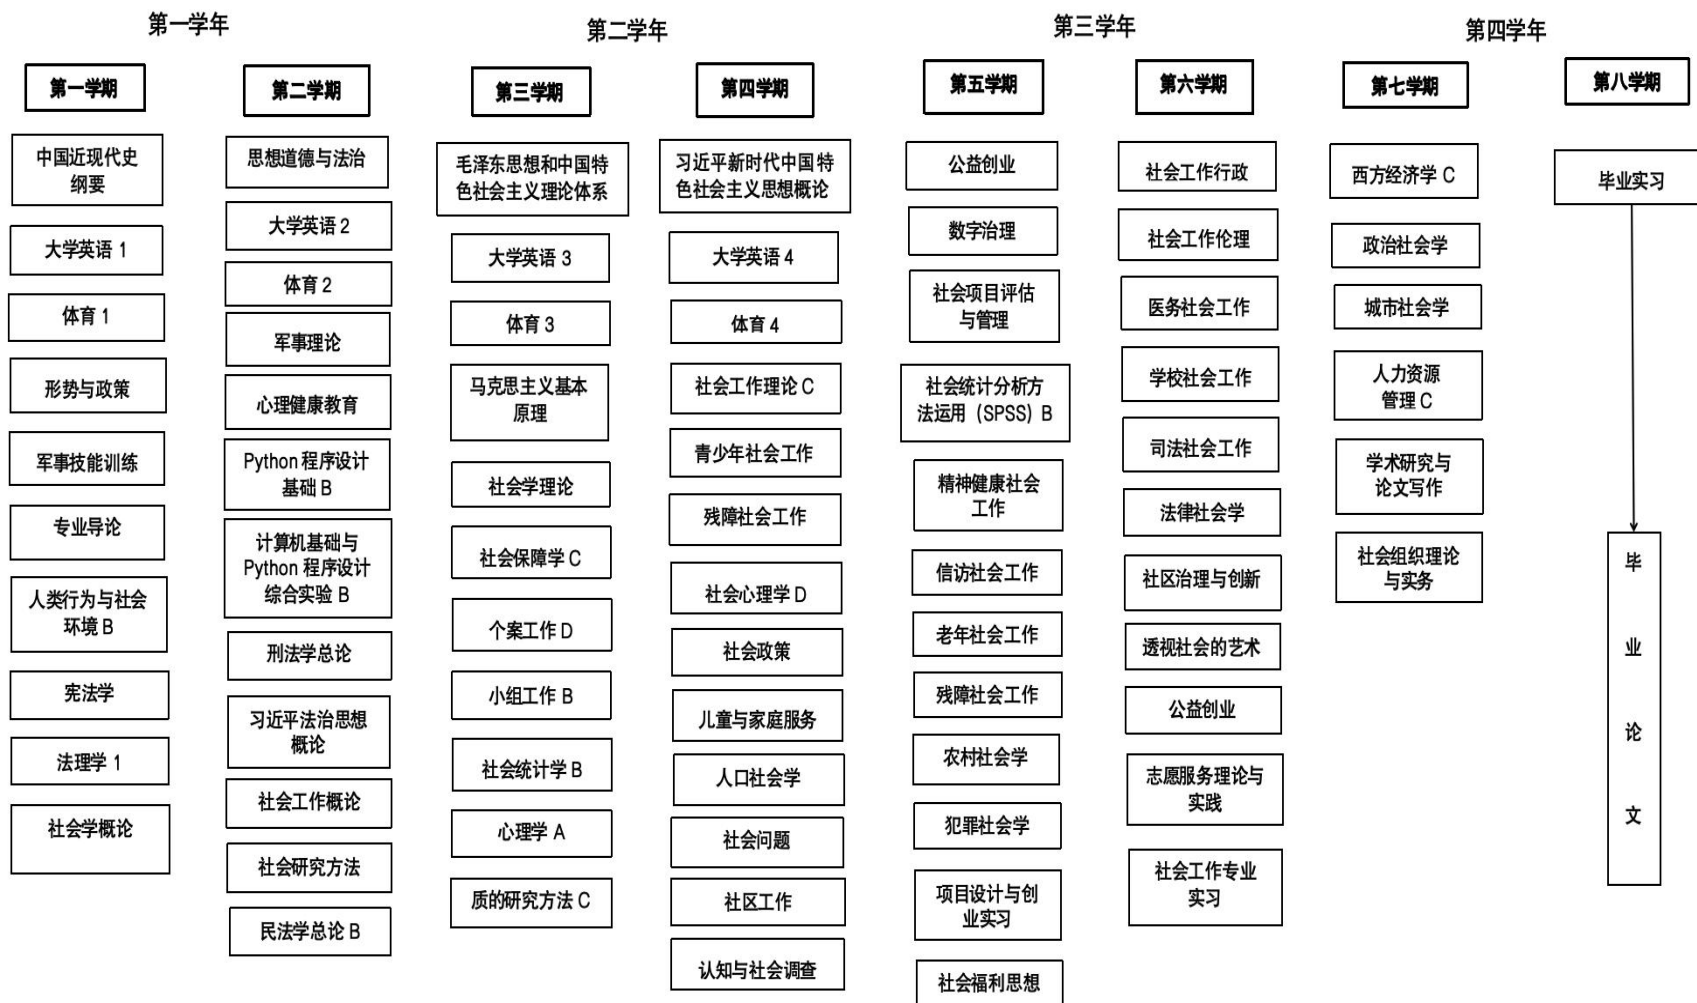 第一学年
第二学年
第三学年
第四学年
第一学期
第二学期
第三学期
第四学期
第五学期
第六学期
第七学期
第八学期
中国近现代史
纲要
大学英语 1
体育 1
形势与政策
军事技能训练
专业导论
人类行为与社会
环境 B
宪法学
法理学 1
社会学概论
思想道德与法治
大学英语 2
体育 2
军事理论
心理健康教育
Python 程序设计
基础 B
计算机基础与
Python 程序设计
综合实验 B
刑法学总论
习近平法治思想
概论
社会工作概论
社会研究方法
民法学总论 B
毛泽东思想和中国特
色社会主义理论体系
大学英语 3
体育 3
马克思主义基本
原理
社会学理论
社会保障学 C
个案工作 D
小组工作 B
社会统计学 B
心理学 A
质的研究方法 C
习近平新时代中国特
色社会主义思想概论
大学英语 4
体育 4
社会工作理论 C
青少年社会工作
残障社会工作
社会心理学 D
社会政策
儿童与家庭服务
人口社会学
社会问题
社区工作
认知与社会调查
公益创业
数字治理
社会项目评估
与管理
社会统计分析方
法运用（SPSS）B
精神健康社会
工作
信访社会工作
老年社会工作
残障社会工作
农村社会学
犯罪社会学
项目设计与创
业实习
社会福利思想
社会工作行政
社会工作伦理
医务社会工作
学校社会工作
司法社会工作
法律社会学
社区治理与创新
透视社会的艺术
公益创业
志愿服务理论与
实践
社会工作专业
实习
西方经济学 C
政治社会学
城市社会学
人力资源
管理 C
学术研究与
论文写作
社会组织理论
与实务
毕业实习
毕
业
论
文